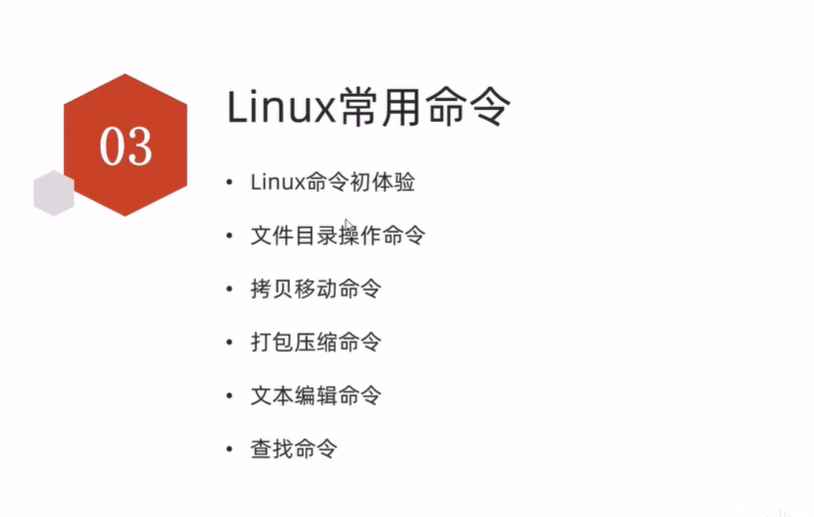 03
Linux常用命令
• Linux命令初体验
• 文件目录操作命令
• 拷贝移动命令
• 打包压缩命令
• 文本编辑命令
• 查找命令